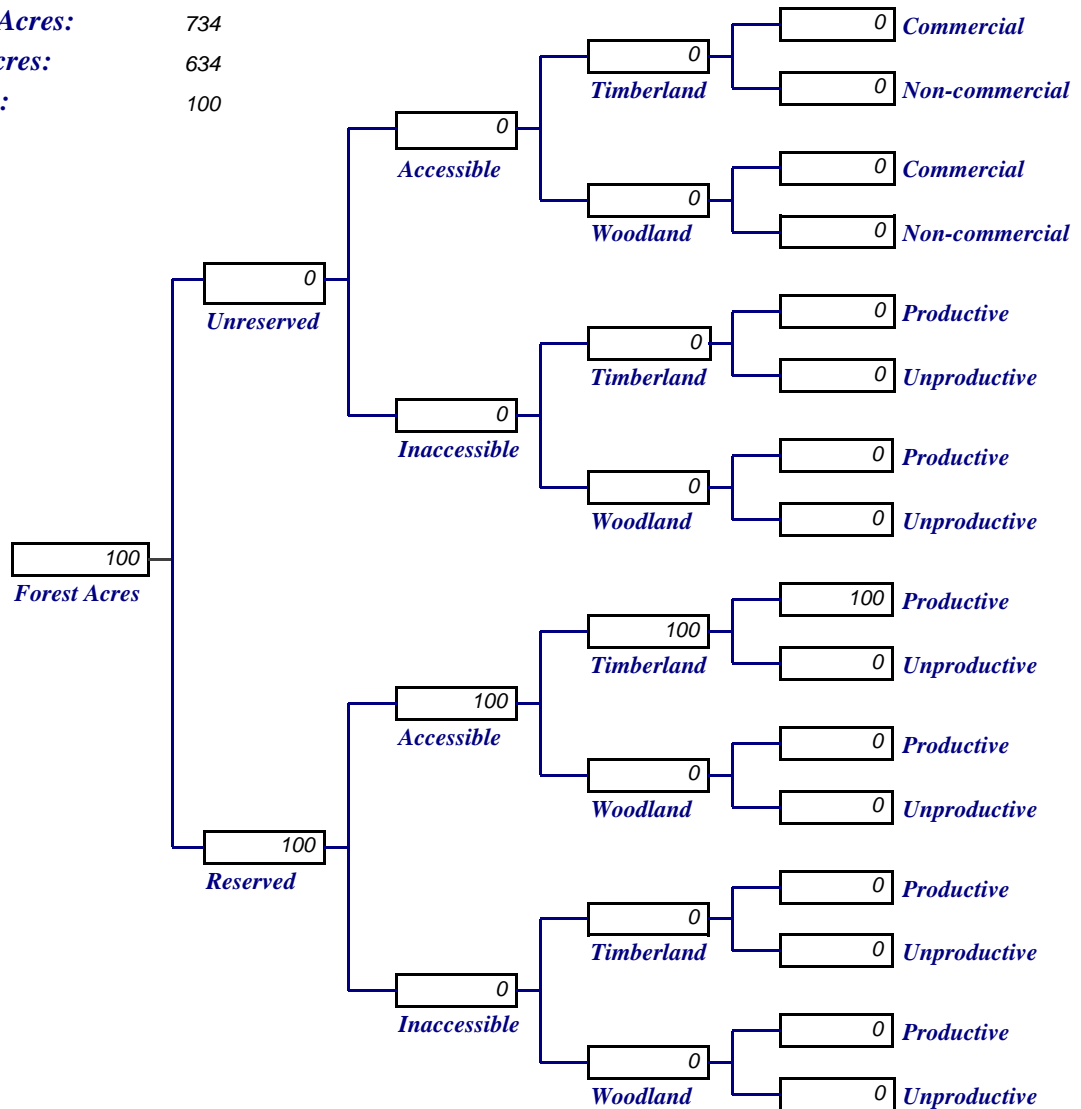 Acres: 734
cres: 634
: 100
0 Commercial
0
Timberland
0 Non-commercial
0
Accessible
0 Commercial
0
Woodland
0 Non-commercial
0
Unreserved
0 Productive
0
Timberland
0 Unproductive
0
Inaccessible
0 Productive
0
Woodland
0 Unproductive
100
Forest Acres
100 Productive
100
Timberland
0 Unproductive
100
Accessible
0 Productive
0
Woodland
0 Unproductive
100
Reserved
0 Productive
0
Timberland
0 Unproductive
0
Inaccessible
0 Productive
0
Woodland
0 Unproductive